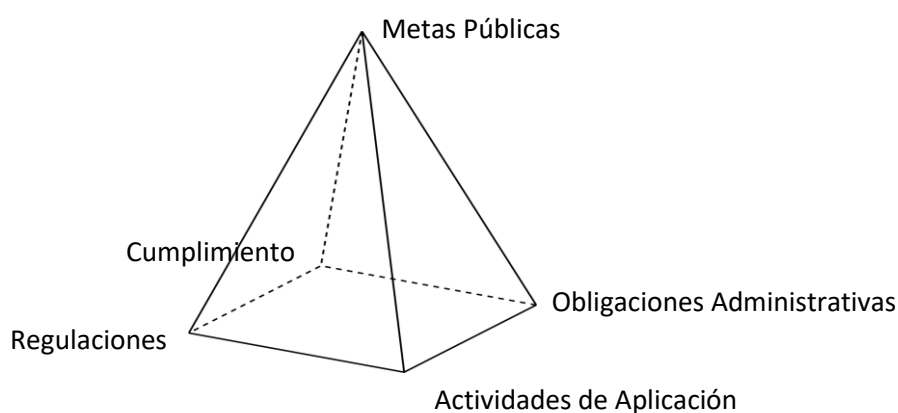 Metas Públicas
Cumplimiento
Obligaciones Administrativas
Regulaciones
Actividades de Aplicación